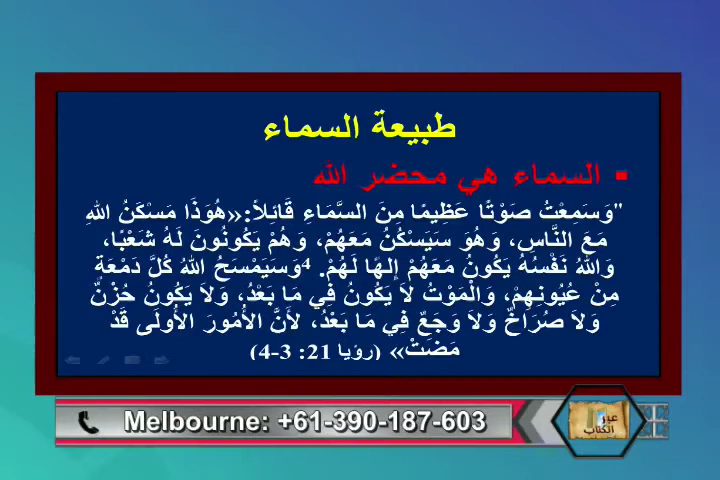 طبيعة السماء
▪ السماء هي محضر الله
"وَسَمِعْتُ صَوْتًا عَظِيمًا مِنَ السَّمَاءِ قَائِلاً:«هُوَذَا مَسْكَنُ اللهِ
مَعَ النَّاسِ، وَهُوَ سَيَسْكُنُ مَعَهُمْ، وَهُمْ يَكُونُونَ لَهُ شَعْبًا،
وَاللهُ نَفْسُهُ يَكُونُ مَعَهُمْ إِلهًا لَهُمْ. 4وَسَيَمْسَحُ اللهُ كُلَّ دَمْعَةٍ
مِنْ عُيُونِهِمْ، وَالْمَوْتُ لاَ يَكُونُ فِي مَا بَعْدُ، وَلاَ يَكُونُ حُزْنٌ
وَلاَ صُرَاخٌ وَلاَ وَجَعٌ فِي مَا بَعْدُ، لأَنَّ الأُمُورَ الأُولَى قَدْ
مَضَتْ» (رؤيا 21: 3-4)
Melbourne: +61-390-187-603
عبر
الكتاب